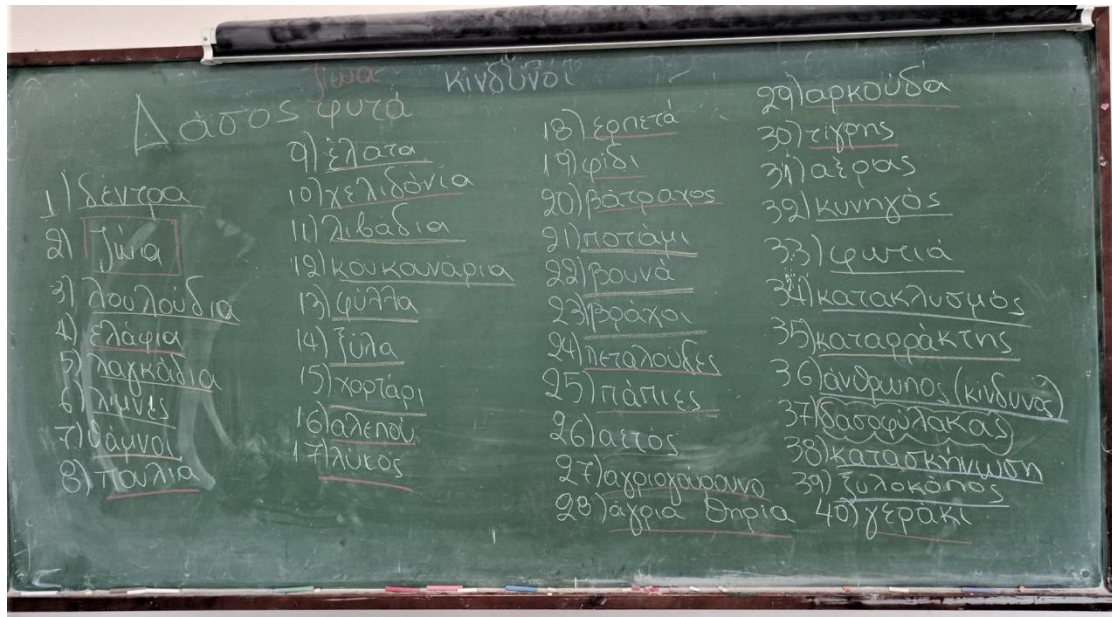 ζωα
κίνδυνοι
Δάσος φυτά
1) δέντρα
2) ζώα
3) λουλούδια
4) ελάφια
5) λαγκάδια
6) λίμνες
7) θάμνοι
8) πουλιά
9) έλατα
10) χελιδόνια
11) λιβάδια
12) κουκουνάρια
13) φύλλα
14) ξύλα
15) χορτάρι
16) αλεπού
17) λύκος
18) ερπετά
19) φίδι
20) βάτραχος
21) ποτάμι
22) βουνά
23) βράχοι
24) πεταλούδες
25) πάπιες
26) αετός
27) αγριογούρουνο
28) άγρια θηρία
29) αρκούδα
30) τίγρης
31) αέρας
32) κυνηγός
33) φωτιά
34) κατακλυσμός
35) καταρράκτης
36) άνθρωπος (κίνδυνος)
37) δασοφύλακας
38) κατασκήνωση
39) ξυλοκόπος
40) γεράκι